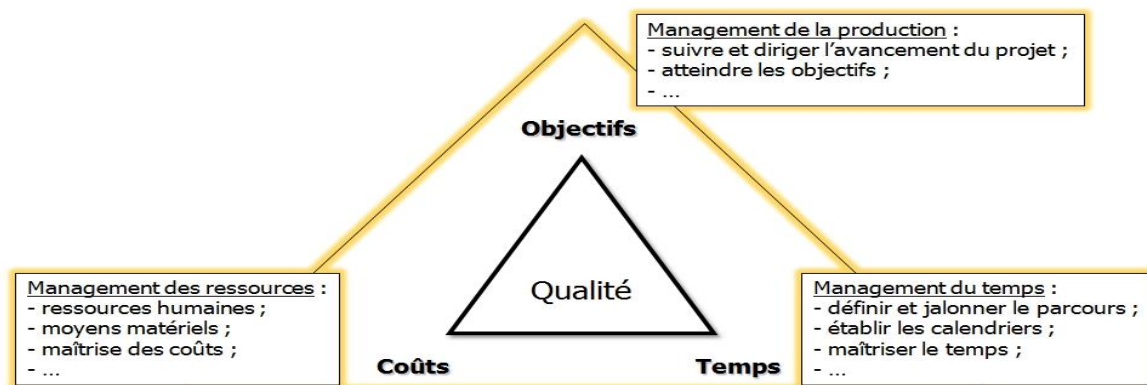 Management de la production :
- suivre et diriger l'avancement du projet ;
- atteindre les objectifs ;
- ...
Objectifs
Qualité
Management des ressources :
- ressources humaines ;
- moyens matériels ;
- maîtrise des coûts ;
- ...
Coûts
Temps
Management du temps :
- définir et jalonner le parcours ;
- établir les calendriers ;
- maîtriser le temps ;
- ...